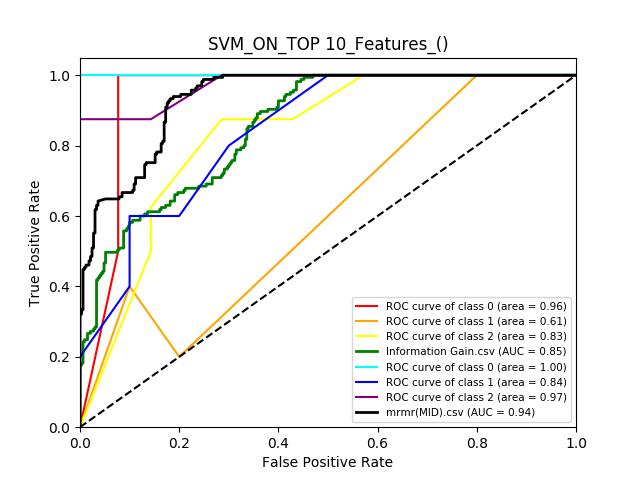 SVM_ON_TOP 10_Features_()
True Positive Rate
1.0
0.8
0.6
0.4
0.2
0.0
0.0 0.2 0.4 0.6 0.8 1.0
False Positive Rate
ROC curve of class 0 (area = 0.96)
ROC curve of class 1 (area = 0.61)
ROC curve of class 2 (area = 0.83)
Information Gain.csv (AUC = 0.85)
ROC curve of class 0 (area = 1.00)
ROC curve of class 1 (area = 0.84)
ROC curve of class 2 (area = 0.97)
mrmr(MID).csv (AUC = 0.94)